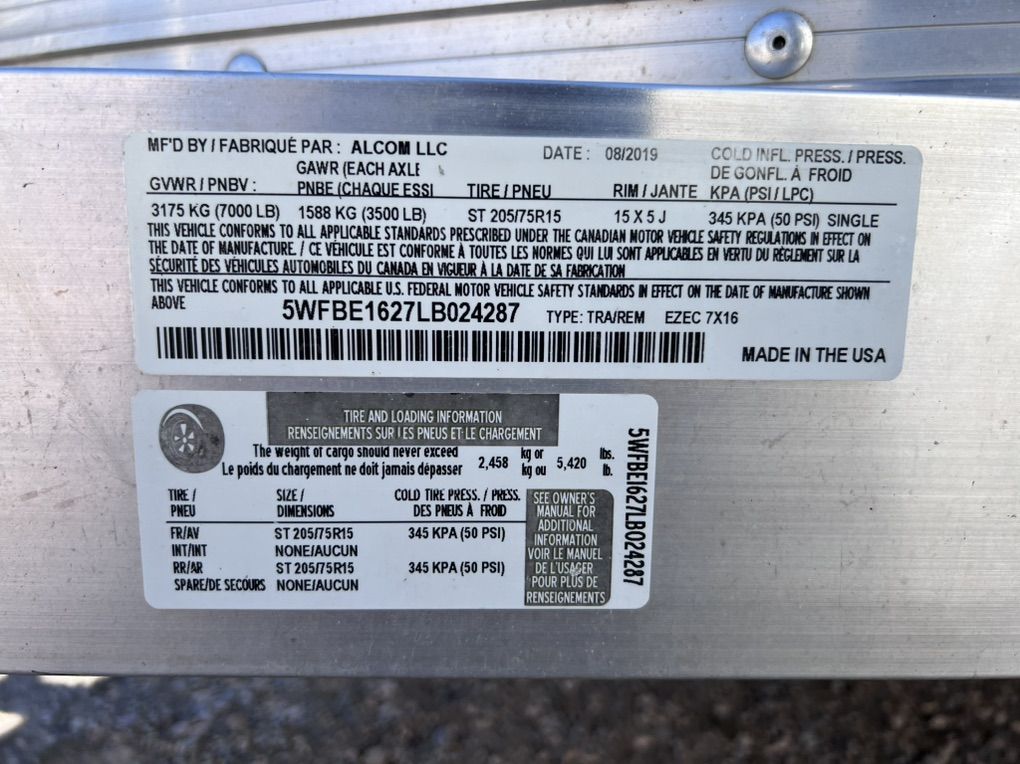 MF'D BY / FABRIQUÉ PAR : ALCOM LLC DATE : 08/2019 COLD INFL. PRESS. / PRESS.
GAWR (EACH AXLE DE GONFL. À FROID
GVWR / PNBV : PNBE (CHAQUE ESSI TIRE / PNEU RIM / JANTE KPA (PSI / LPC)
3175 KG (7000 LB) 1588 KG (3500 LB) ST 205/75R15 15 X 5 J 345 KPA (50 PSI) SINGLE
THIS VEHICLE CONFORMS TO ALL APPLICABLE STANDARDS PRESCRIBED UNDER THE CANADIAN MOTOR VEHICLE SAFETY REGULATIONS IN EFFECT ON
THE DATE OF MANUFACTURE. / CE VÉHICULE EST CONFORME À TOUTES LES NORMES QUI LUI SONT APPLICABLES EN VERTU DU RÈGLEMENT SUR LA
SÉCURITÉ DES VÉHICULES AUTOMOBILES DU CANADA EN VIGUEUR À LA DATE DE SA FABRICATION
THIS VEHICLE CONFORMS TO ALL APPLICABLE U.S. FEDERAL MOTOR VEHICLE SAFETY STANDARDS IN EFFECT ON THE DATE OF MANUFACTURE SHOWN
ABOVE 5WFBE1627LB024287 TYPE: TRA/REM EZEC 7X16
MADE IN THE USA
TIRE AND LOADING INFORMATION
RENSEIGNEMENTS SUR LES PNEUS ET LE CHARGEMENT
The weight of cargo should never exceed kg or lbs.
Le poids du chargement ne doit jamais dépasser 2,458 kg ou 5,420 lb.
TIRE / SIZE / COLD TIRE PRESS. / PRESS.
PNEU DIMENSIONS DES PNEUS À FROID
FR/AV ST 205/75R15 345 KPA (50 PSI)
INT/INT NONE/AUCUN
RR/AR ST 205/75R15 345 KPA (50 PSI)
SPARE/DE SECOURS NONE/AUCUN
SEE OWNER'S
MANUAL FOR
ADDITIONAL
INFORMATION
VOIR LE MANUEL
DE L'USAGER
POUR PLUS DE
RENSEIGNEMENTS
5WFBE1627LB024287